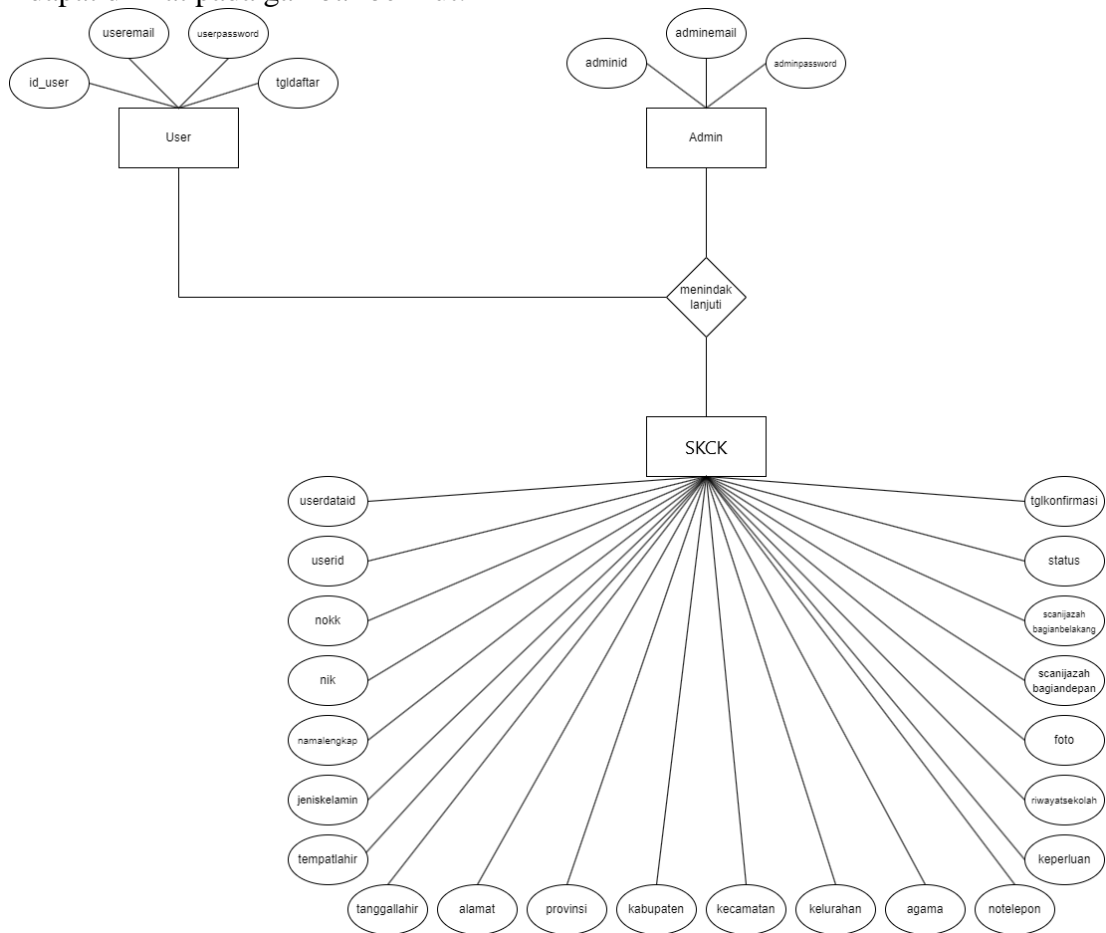 useremail
userpassword
id_user
tgldaftar
User
adminemail
adminid
adminpassword
Admin
menindak
lanjuti
SKCK
userdataid
userid
nokk
nik
namalengkap
jeniskelamin
tempatlahir
tanggallahir
alamat
provinsi
kabupaten
kecamatan
kelurahan
agama
notelepon
keperluan
riwayatsekolah
foto
scanijazah
bagiandepan
scanijazah
bagianbelakang
status
tglkonfirmasi